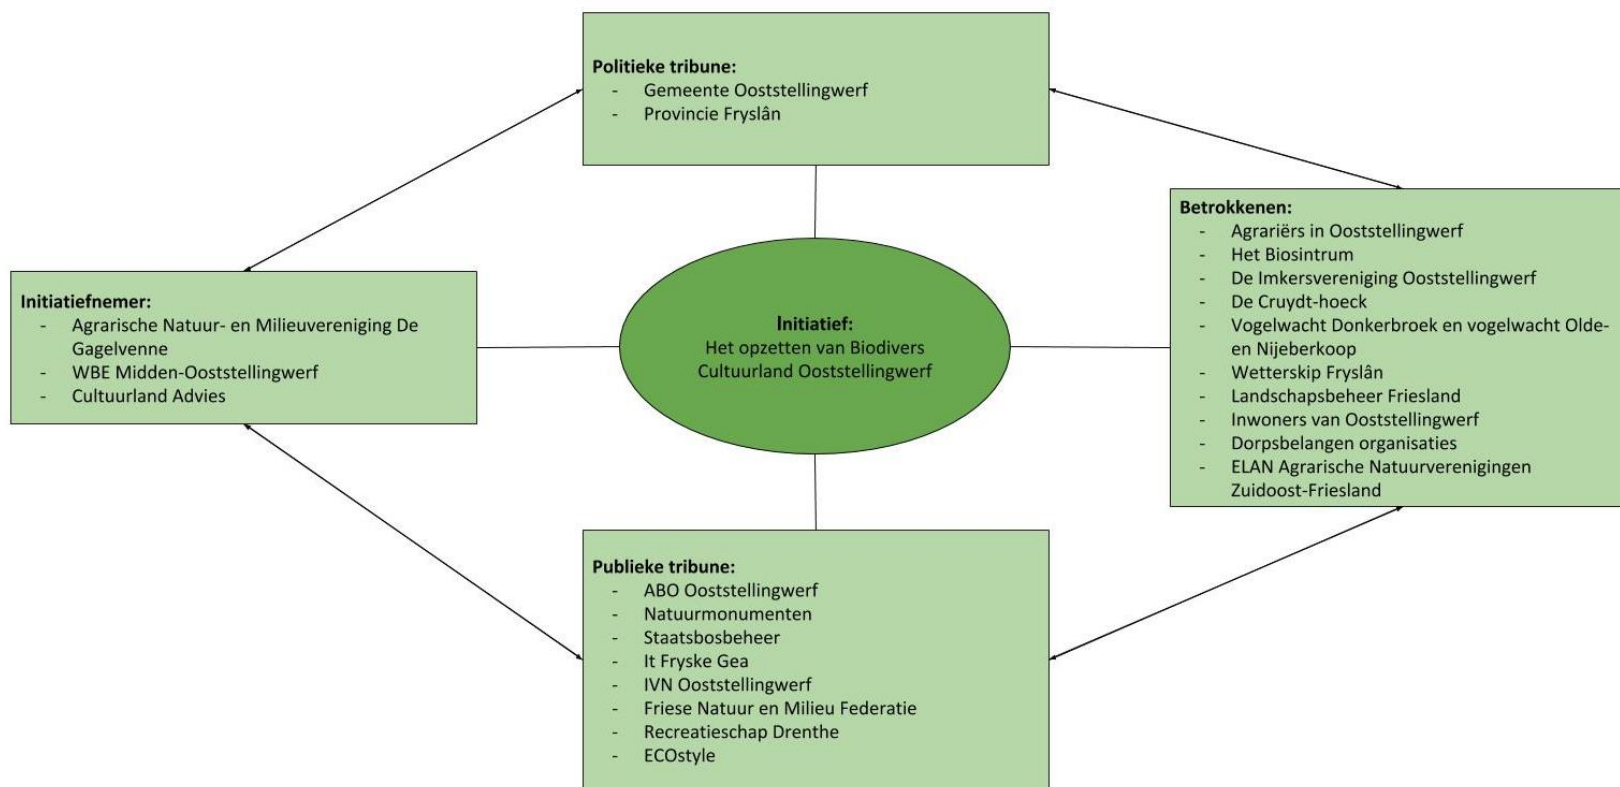 Politieke tribune:
- Gemeente Ooststellingwerf
- Provincie Fryslân
Initiatiefnemer:
- Agrarische Natuur- en Milieuvereniging De
Gagelvenne
- WBE Midden-Ooststellingwerf
- Cultuurland Advies
Initiatief:
Het opzetten van Biodivers
Cultuurland Ooststellingwerf
Betrokkenen:
- Agrariërs in Ooststellingwerf
- Het Biosintrum
- De Imkersvereniging Ooststellingwerf
- De Cruydt-hoeck
- Vogelwacht Donkerbroek en vogelwacht Olde-
en Nijeberkoop
- Wetterskip Fryslân
- Landschapsbeheer Friesland
- Inwoners van Ooststellingwerf
- Dorpsbelangen organisaties
- ELAN Agrarische Natuurverenigingen
Zuidoost-Friesland
Publieke tribune:
- ABO Ooststellingwerf
- Natuurmonumenten
- Staatsbosbeheer
- It Fryske Gea
- IVN Ooststellingwerf
- Friese Natuur en Milieu Federatie
- Recreatieschap Drenthe
- ECOstyle